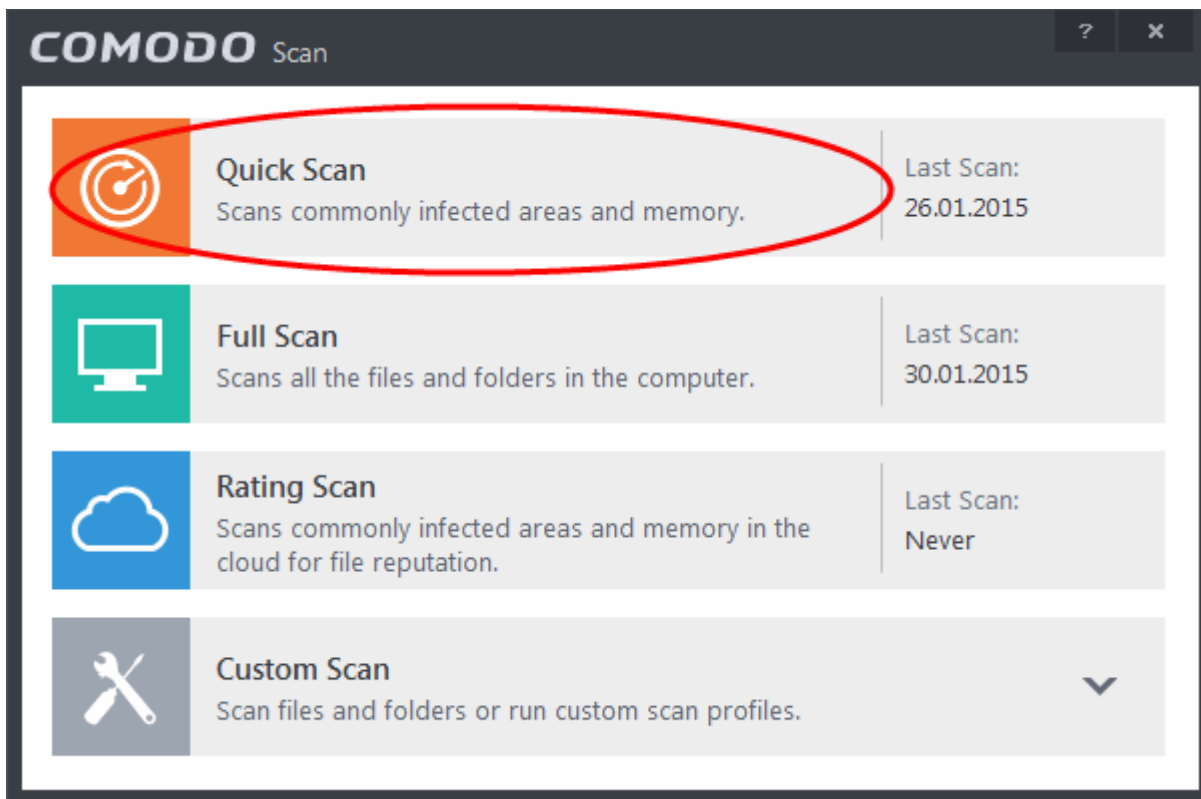 COMODO Scan
? ×
Quick Scan
Scans commonly infected areas and memory.
Last Scan:
26.01.2015
Full Scan
Scans all the files and folders in the computer.
Last Scan:
30.01.2015
Rating Scan
Scans commonly infected areas and memory in the
cloud for file reputation.
Last Scan:
Never
Custom Scan
Scan files and folders or run custom scan profiles.